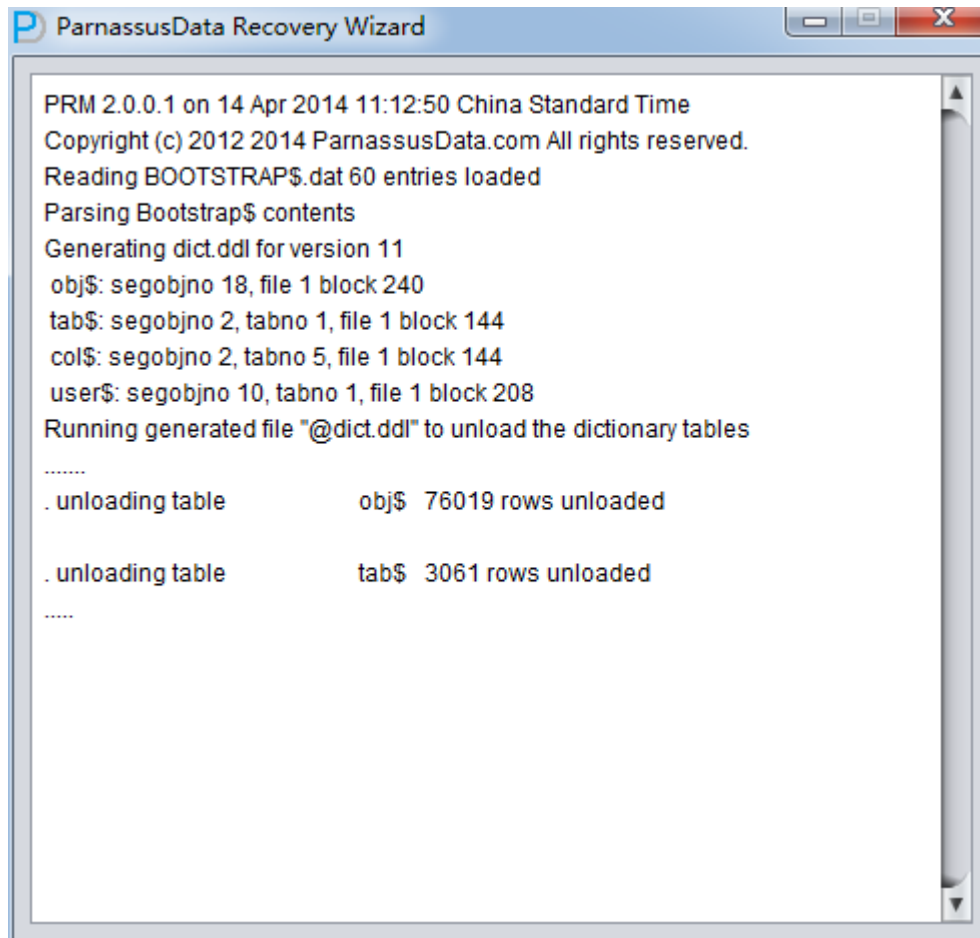 ParnassusData Recovery Wizard
PRM 2.0.0.1 on 14 Apr 2014 11:12:50 China Standard Time
Copyright (c) 2012 2014 ParnassusData.com All rights reserved.
Reading BOOTSTRAP$.dat 60 entries loaded
Parsing Bootstrap$ contents
Generating dict.ddl for version 11
obj$: segobjno 18, file 1 block 240
tab$: segobjno 2, tabno 1, file 1 block 144
col$: segobjno 2, tabno 5, file 1 block 144
user$: segobjno 10, tabno 1, file 1 block 208
Running generated file "@dict.ddl" to unload the dictionary tables
.......
. unloading table obj$ 76019 rows unloaded
. unloading table tab$ 3061 rows unloaded
.....